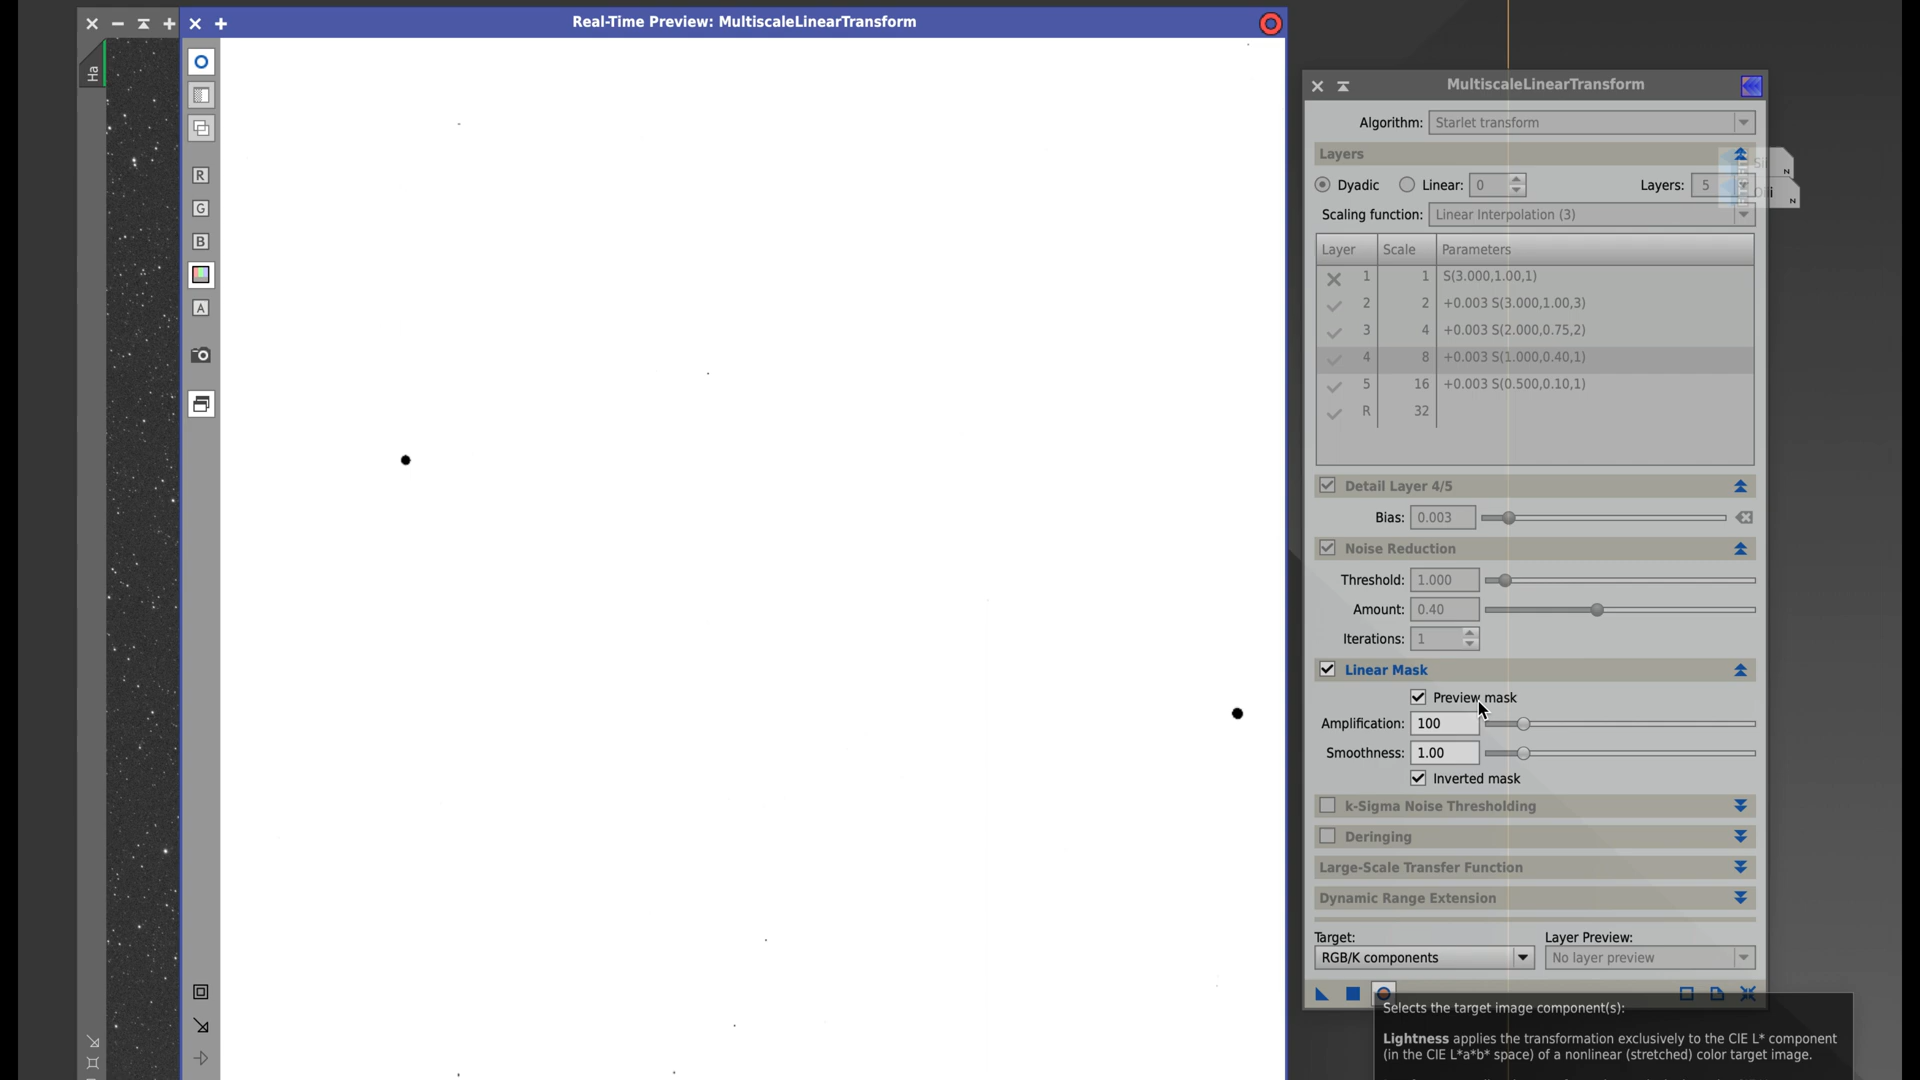 Real-Time Preview: MultiscaleLinearTransform
Ha
R
G
B
A
MultiscaleLinearTransform
Algorithm: Starlet transform
Layers
Dyadic Linear: 0 Layers: 5
Scaling function: Linear Interpolation (3)
Layer Scale Parameters
1 1 S(3.000,1.00,1)
2 2 +0.003 S(3.000,1.00,3)
3 4 +0.003 S(2.000,0.75,2)
4 8 +0.003 S(1.000,0.40,1)
5 16 +0.003 S(0.500,0.10,1)
R 32
N
N
Detail Layer 4/5
Bias: 0.003
Noise Reduction
Threshold: 1.000
Amount: 0.40
Iterations: 1
Linear Mask
Preview mask
Amplification: 100
Smoothness: 1.00
Inverted mask
k-Sigma Noise Thresholding
Deringing
Large-Scale Transfer Function
Dynamic Range Extension
Target: Layer Preview:
RGB/K components No layer preview
Selects the target image component(s):
Lightness applies the transformation exclusively to the CIE L* component
(in the CIE L*a*b* space) of a nonlinear (stretched) color target image.